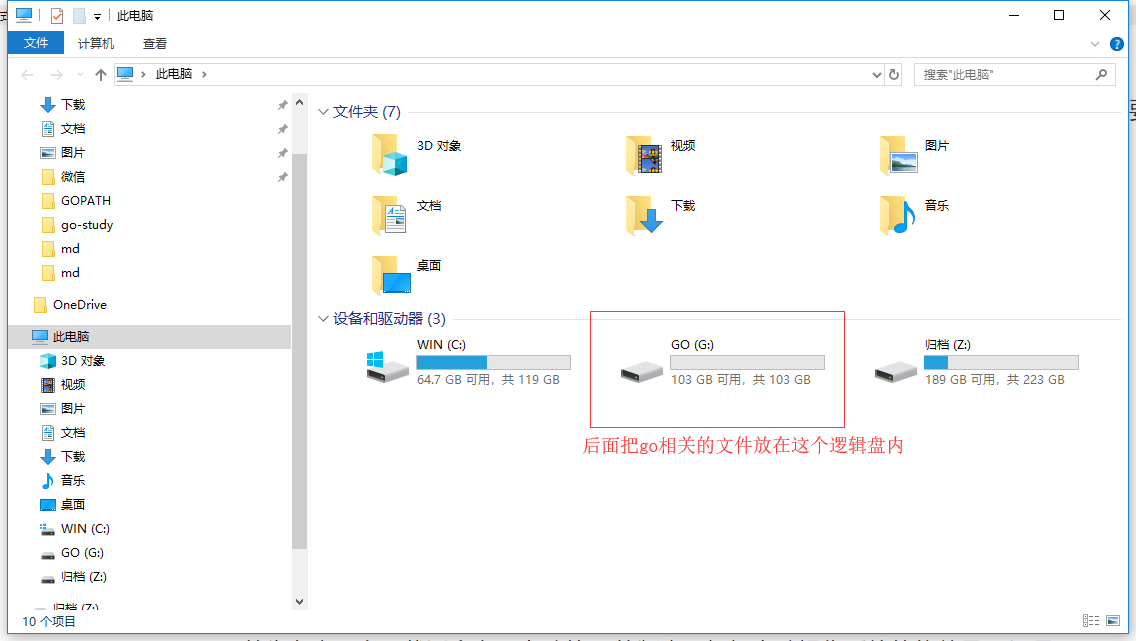 此电脑
文件 计算机 查看
此电脑
搜索"此电脑"
下载
文档
图片
微信
GOPATH
go-study
md
md
OneDrive
此电脑
3D 对象
视频
图片
文档
下载
音乐
桌面
WIN (C:)
GO (G:)
归档 (Z:)
归档 (Z:)
文件夹 (7)
3D 对象
视频
图片
文档
下载
音乐
桌面
设备和驱动器 (3)
WIN (C:)
64.7 GB 可用，共 119 GB
GO (G:)
103 GB 可用，共 103 GB
归档 (Z:)
189 GB 可用，共 223 GB
后面把go相关的文件放在这个逻辑盘内
10 个项目